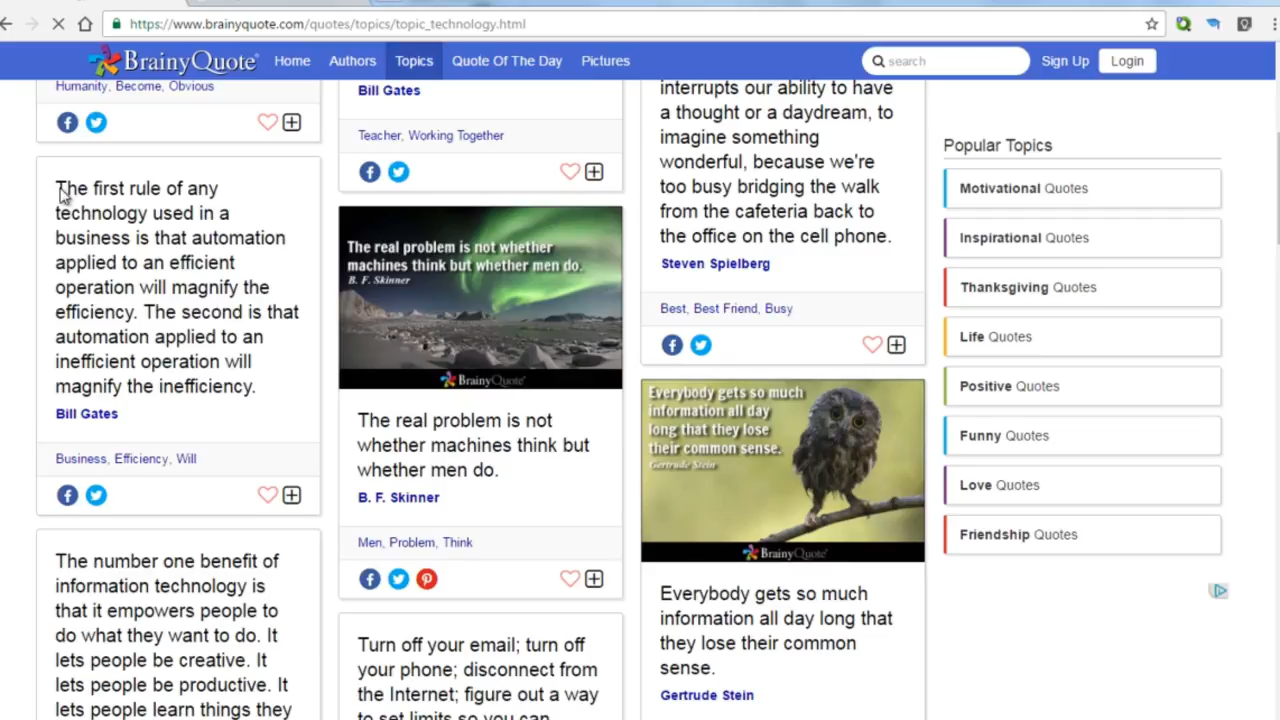 https://www.brainyquote.com/quotes/topics/topic_technology.html
BrainyQuote
Home
Authors
Topics
Quote Of The Day
Pictures
search
Sign Up
Login
Humanity, Become, Obvious
The first rule of any
technology used in a
business is that automation
applied to an efficient
operation will magnify the
efficiency. The second is that
automation applied to an
inefficient operation will
magnify the inefficiency.
Bill Gates
Business, Efficiency, Will
The number one benefit of
information technology is
that it empowers people to
do what they want to do. It
lets people be creative. It
lets people be productive. It
lets people learn things they
Bill Gates
Teacher, Working Together
The real problem is not whether
machines think but whether men do.
B. F. Skinner
BrainyQuote
The real problem is not
whether machines think but
whether men do.
B. F. Skinner
Men, Problem, Think
Turn off your email; turn off
your phone; disconnect from
the Internet; figure out a way
to set limits so you can
interrupts our ability to have
a thought or a daydream, to
imagine something
wonderful, because we're
too busy bridging the walk
from the cafeteria back to
the office on the cell phone.
Steven Spielberg
Best, Best Friend, Busy
Everybody gets so much
information all day
long that they lose
their common sense.
Gertrude Stein
BrainyQuote
Everybody gets so much
information all day long that
they lose their common
sense.
Gertrude Stein
Popular Topics
Motivational Quotes
Inspirational Quotes
Thanksgiving Quotes
Life Quotes
Positive Quotes
Funny Quotes
Love Quotes
Friendship Quotes